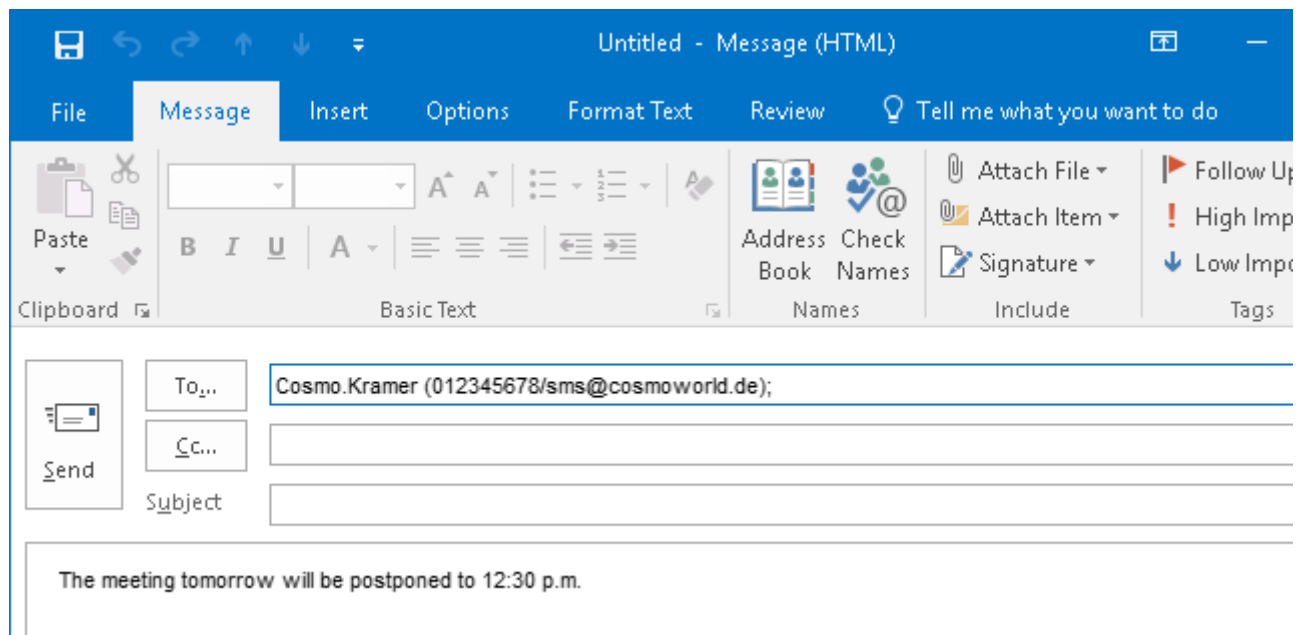 Untitled - Message (HTML)
File Message Insert Options Format Text Review Tell me what you want to do
Paste
Clipboard
B I U A
Basic Text
Address Book
Check Names
Names
Attach File
Attach Item
Signature
Include
Follow Up
High Imp
Low Impo
Tags
Send
To...
Cosmo.Kramer (012345678/sms@cosmoworld.de);
Cc...
Subject
The meeting tomorrow will be postponed to 12:30 p.m.